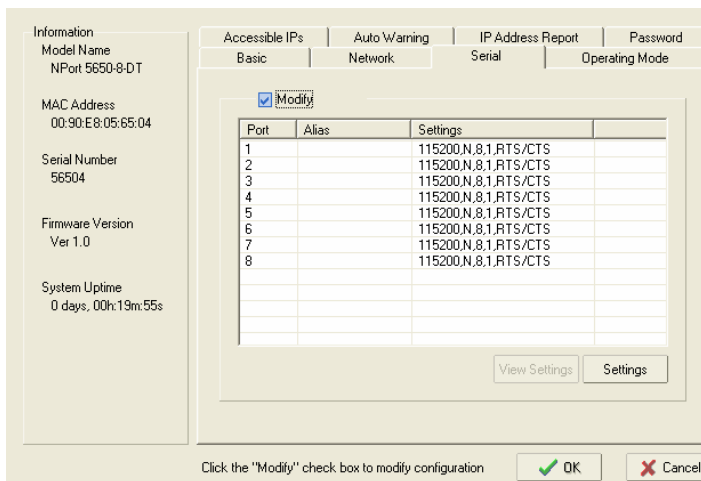 Information
Model Name
NPort 5650-8-DT
MAC Address
00:90:E8:05:65:04
Serial Number
56504
Firmware Version
Ver 1.0
System Uptime
0 days, 00h:19m:55s
Accessible IPs
Auto Warning
IP Address Report
Password
Basic
Network
Serial
Operating Mode
Modify
Port Alias Settings
1 115200,N,8,1,RTS/CTS
2 115200,N,8,1,RTS/CTS
3 115200,N,8,1,RTS/CTS
4 115200,N,8,1,RTS/CTS
5 115200,N,8,1,RTS/CTS
6 115200,N,8,1,RTS/CTS
7 115200,N,8,1,RTS/CTS
8 115200,N,8,1,RTS/CTS
View Settings
Settings
Click the "Modify" check box to modify configuration
OK
Cancel